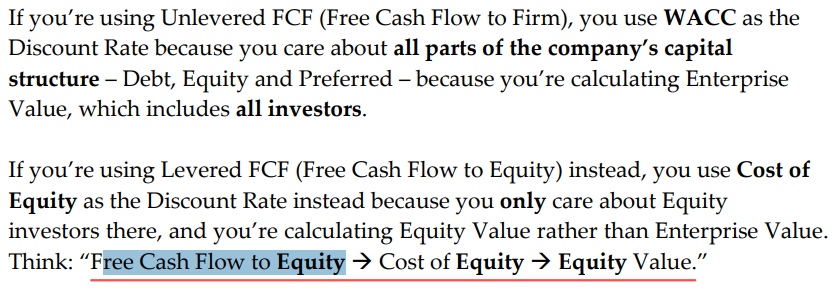 If you’re using Unlevered FCF (Free Cash Flow to Firm), you use WACC as the
Discount Rate because you care about all parts of the company’s capital
structure – Debt, Equity and Preferred – because you’re calculating Enterprise
Value, which includes all investors.
If you’re using Levered FCF (Free Cash Flow to Equity) instead, you use Cost of
Equity as the Discount Rate instead because you only care about Equity
investors there, and you’re calculating Equity Value rather than Enterprise Value.
Think: “Free Cash Flow to Equity → Cost of Equity → Equity Value.”